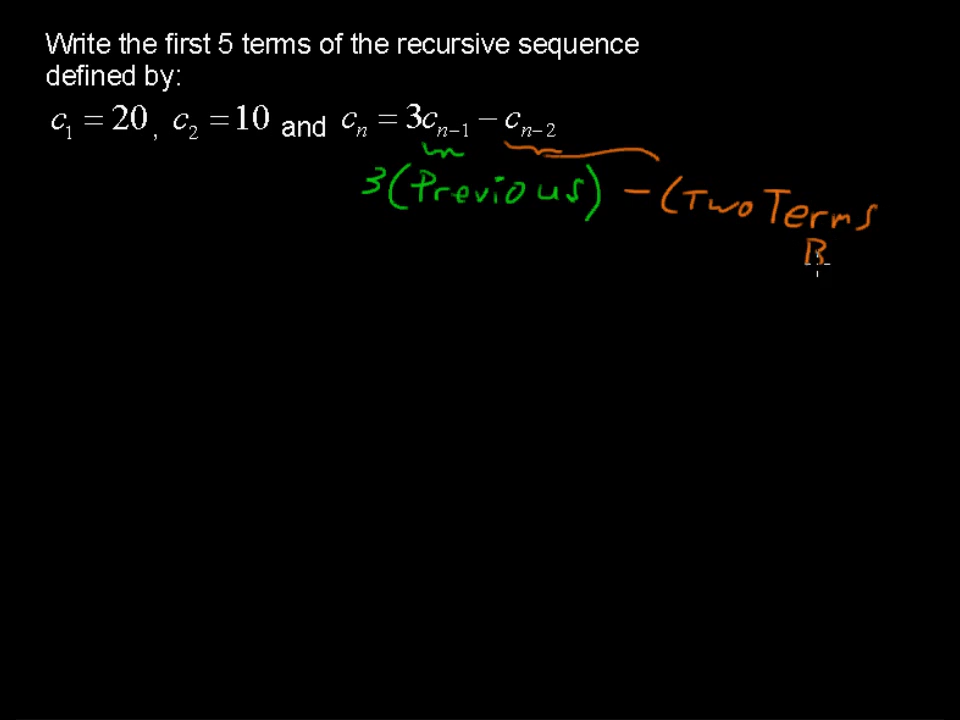 Write the first 5 terms of the recursive sequence
defined by:
c₁ = 20, c₂ = 10 and cₙ = 3cₙ₋₁ − cₙ₋₂
3(Previous) − (Two Terms
B